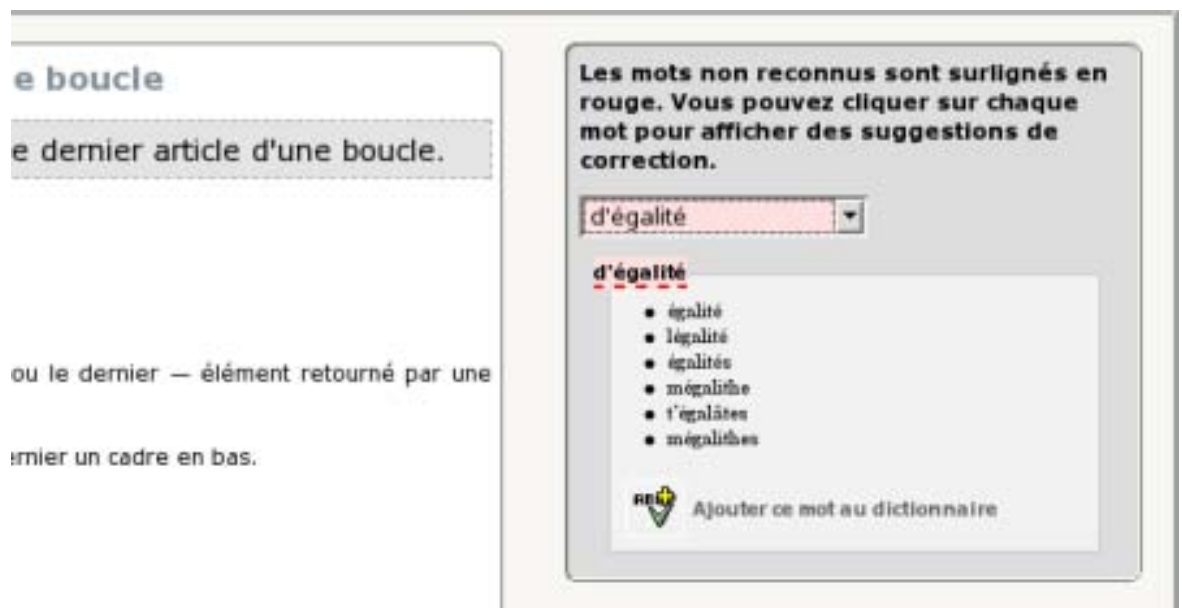 e boucle
e dernier article d'une boucle.
ou le dernier — élément retourné par une
ernier un cadre en bas.
Les mots non reconnus sont surlignés en
rouge. Vous pouvez cliquer sur chaque
mot pour afficher des suggestions de
correction.
d'égalité
d'égalité
• égalité
• légalité
• égalités
• mégalithe
• t'égalâtes
• mégalithes
Ajouter ce mot au dictionnaire